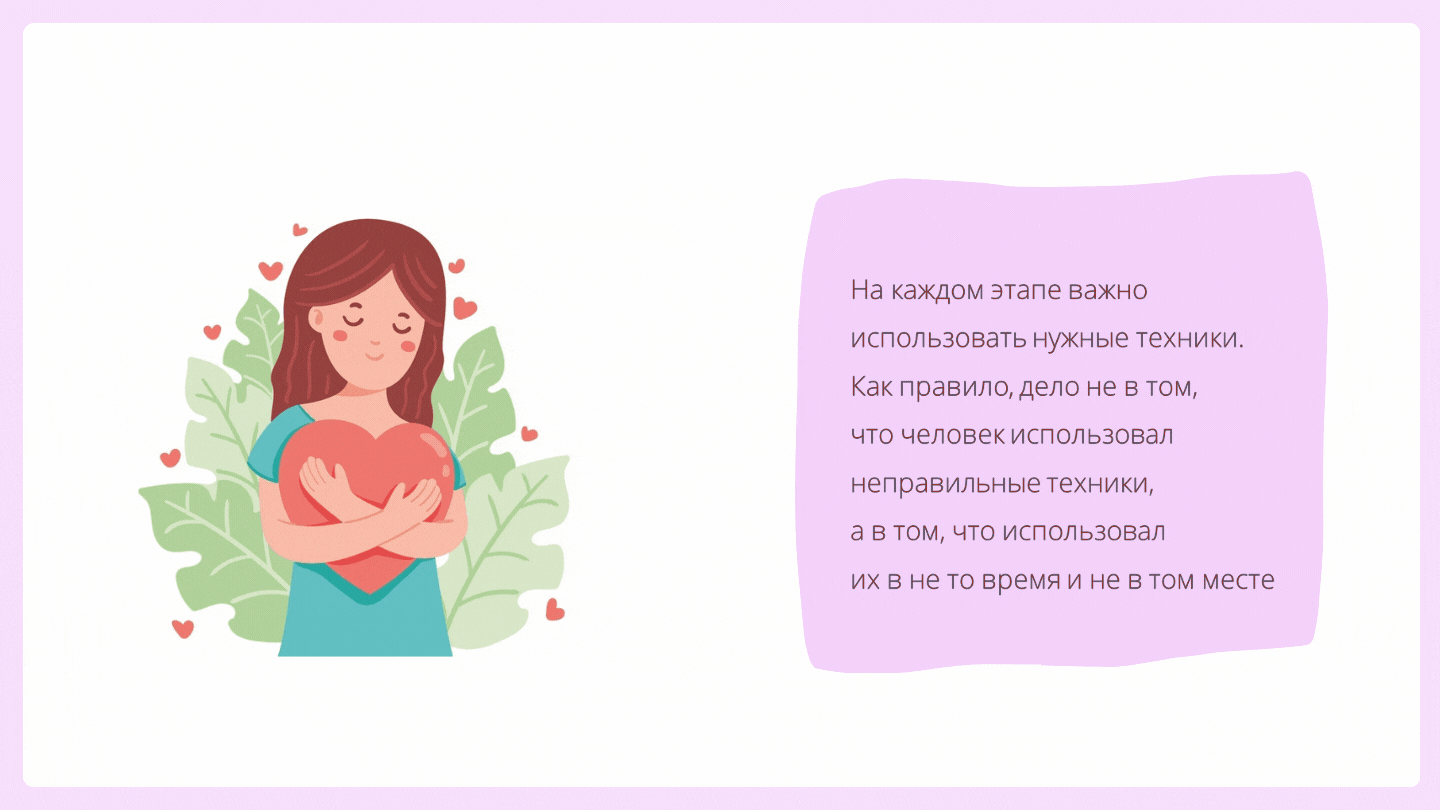 На каждом этапе важно
использовать нужные техники.
Как правило, дело не в том,
что человек использовал
неправильные техники,
а в том, что использовал
их в не то время и не в том месте